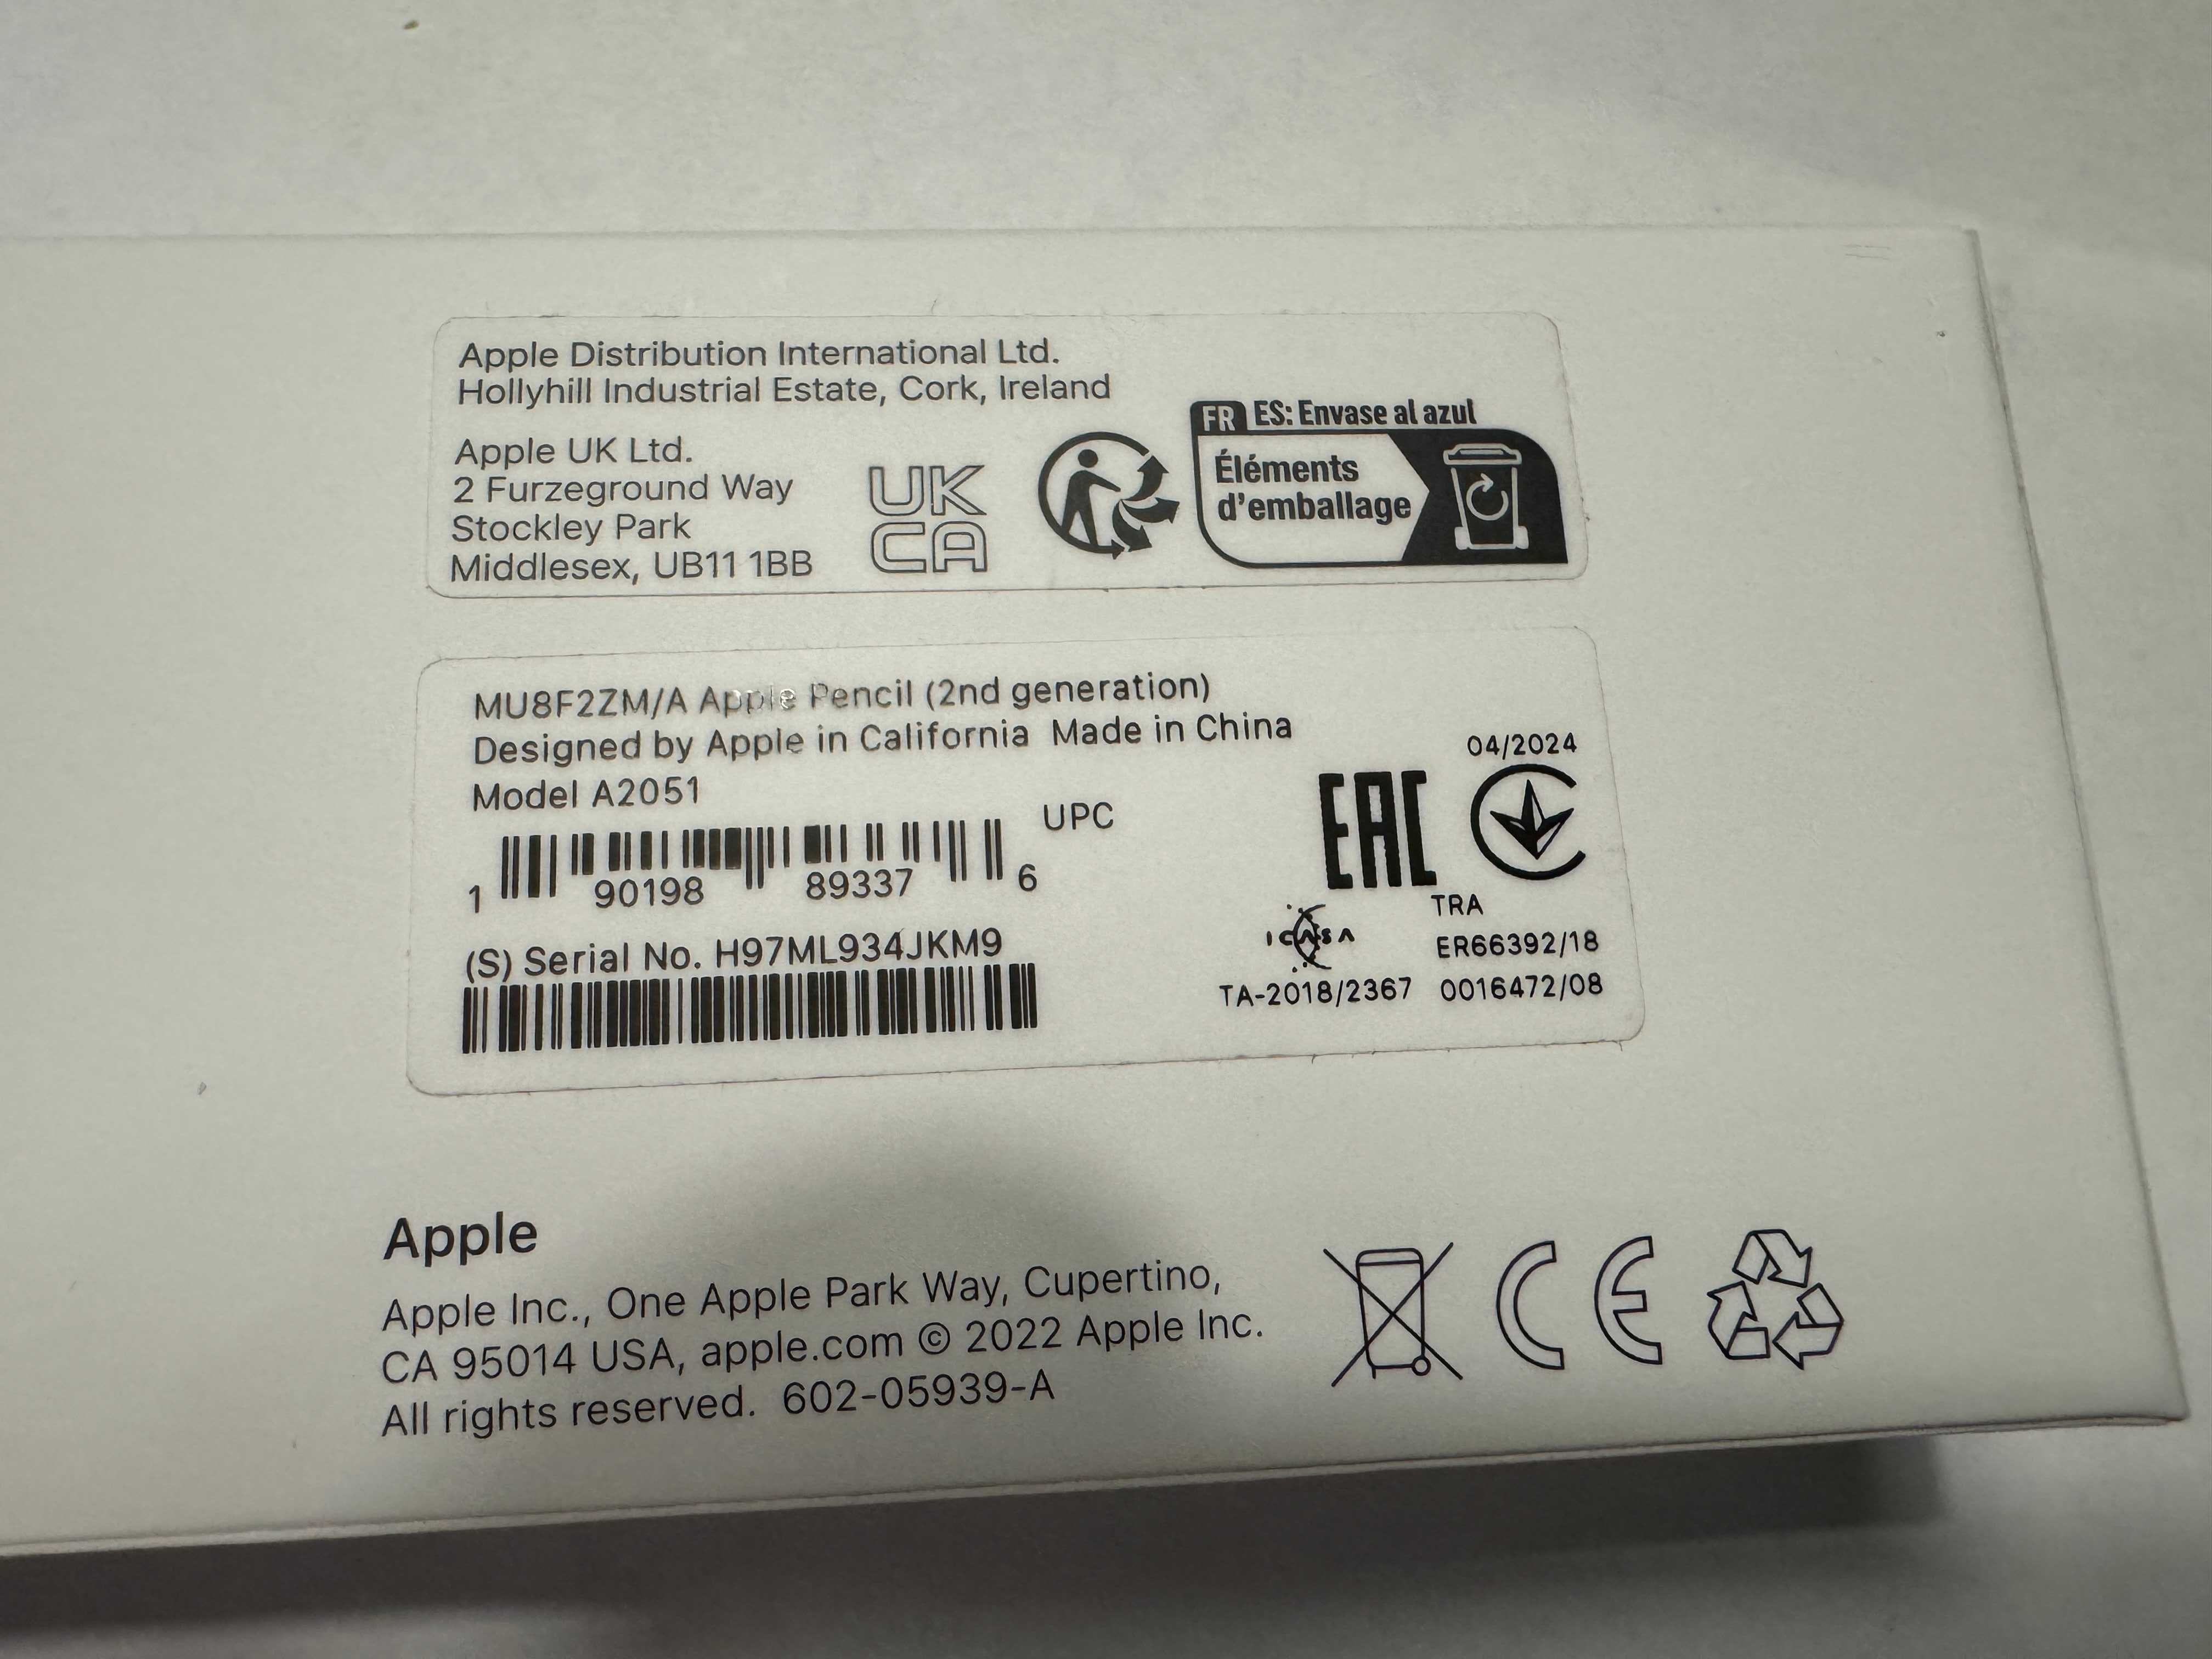 Apple Distribution International Ltd.
Hollyhill Industrial Estate, Cork, Ireland
Apple UK Ltd.
2 Furzeground Way
Stockley Park
Middlesex, UB11 1BB
UK
CA
FR ES: Envase al azul
Éléments
d'emballage
MU8F2ZM/A Apple Pencil (2nd generation)
Designed by Apple in California Made in China
Model A2051
UPC
1 90198 89337 6
(S) Serial No. H97ML934JKM9
04/2024
EAC
ICASA
TRA
ER66392/18
TA-2018/2367 0016472/08
Apple
Apple Inc., One Apple Park Way, Cupertino,
CA 95014 USA, apple.com © 2022 Apple Inc.
All rights reserved. 602-05939-A
CE